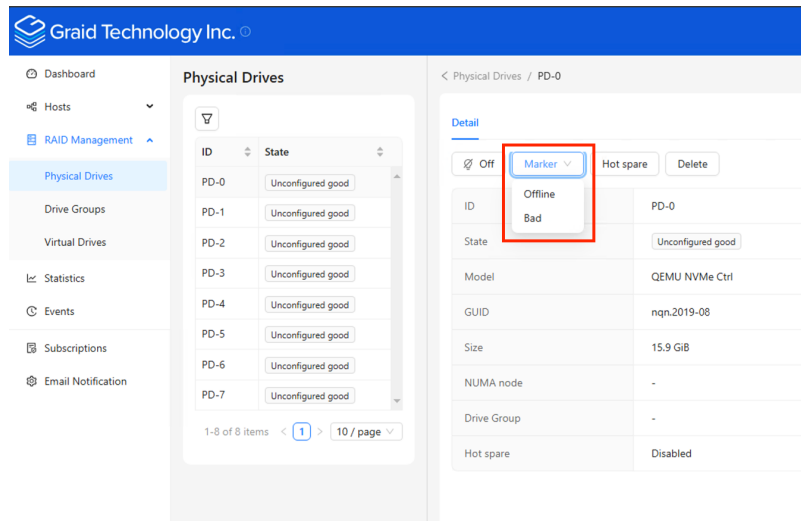 Graid Technology Inc.
Dashboard
Hosts
RAID Management
Physical Drives
Drive Groups
Virtual Drives
Statistics
Events
Subscriptions
Email Notification
Physical Drives
ID State
PD-0 Unconfigured good
PD-1 Unconfigured good
PD-2 Unconfigured good
PD-3 Unconfigured good
PD-4 Unconfigured good
PD-5 Unconfigured good
PD-6 Unconfigured good
PD-7 Unconfigured good
1-8 of 8 items < 1 > 10 / page
< Physical Drives / PD-0
Detail
Off Marker Hot spare Delete
Offline
Bad
ID PD-0
State Unconfigured good
Model QEMU NVMe Ctrl
GUID nqn.2019-08
Size 15.9 GiB
NUMA node -
Drive Group -
Hot spare Disabled